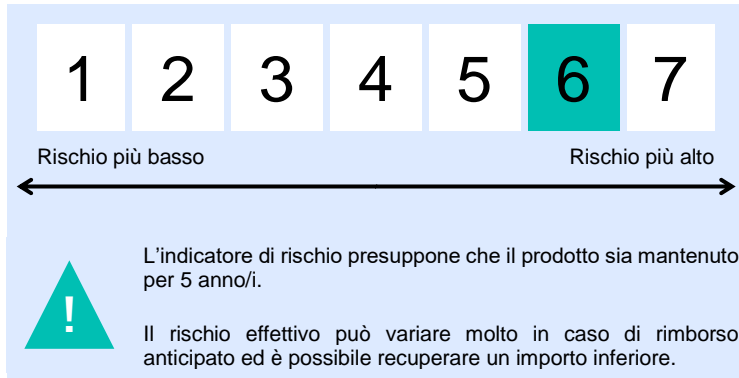 1 2 3 4 5 6 7
Rischio più basso Rischio più alto
!
L'indicatore di rischio presuppone che il prodotto sia mantenuto
per 5 anno/i.
Il rischio effettivo può variare molto in caso di rimborso
anticipato ed è possibile recuperare un importo inferiore.